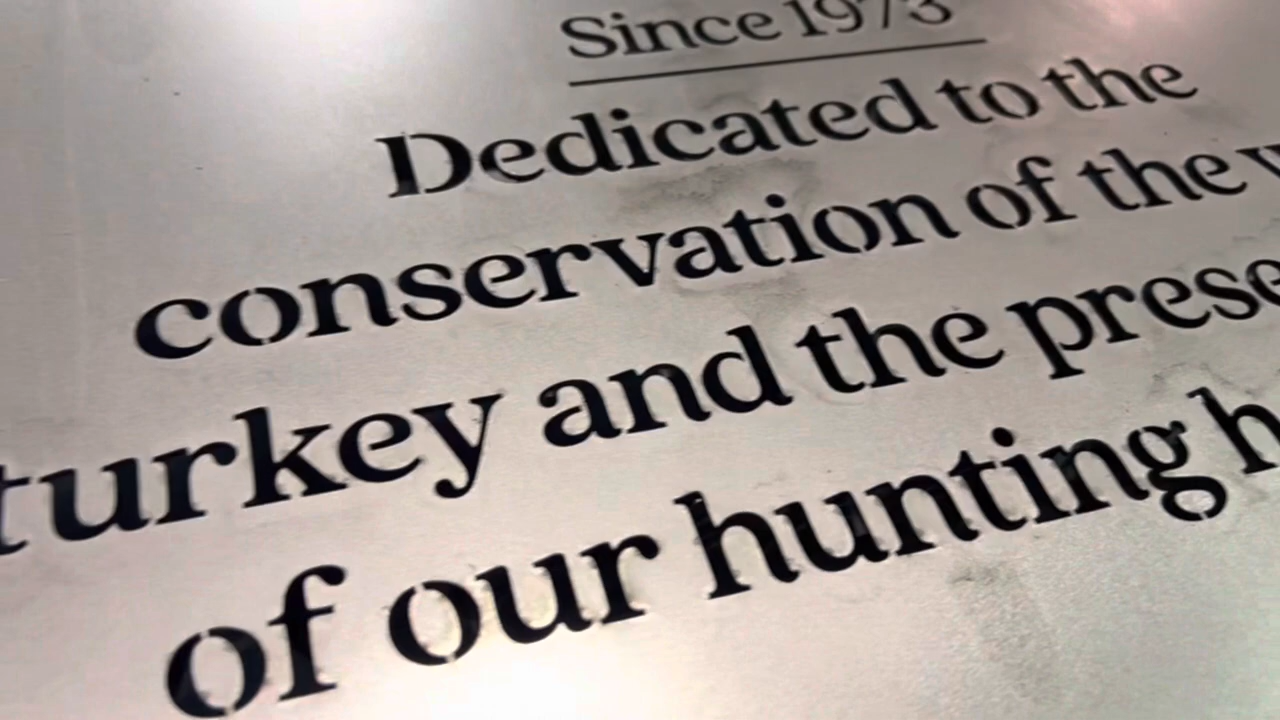 Since 1973
Dedicated to the
conservation of the
turkey and the prese
of our hunting h